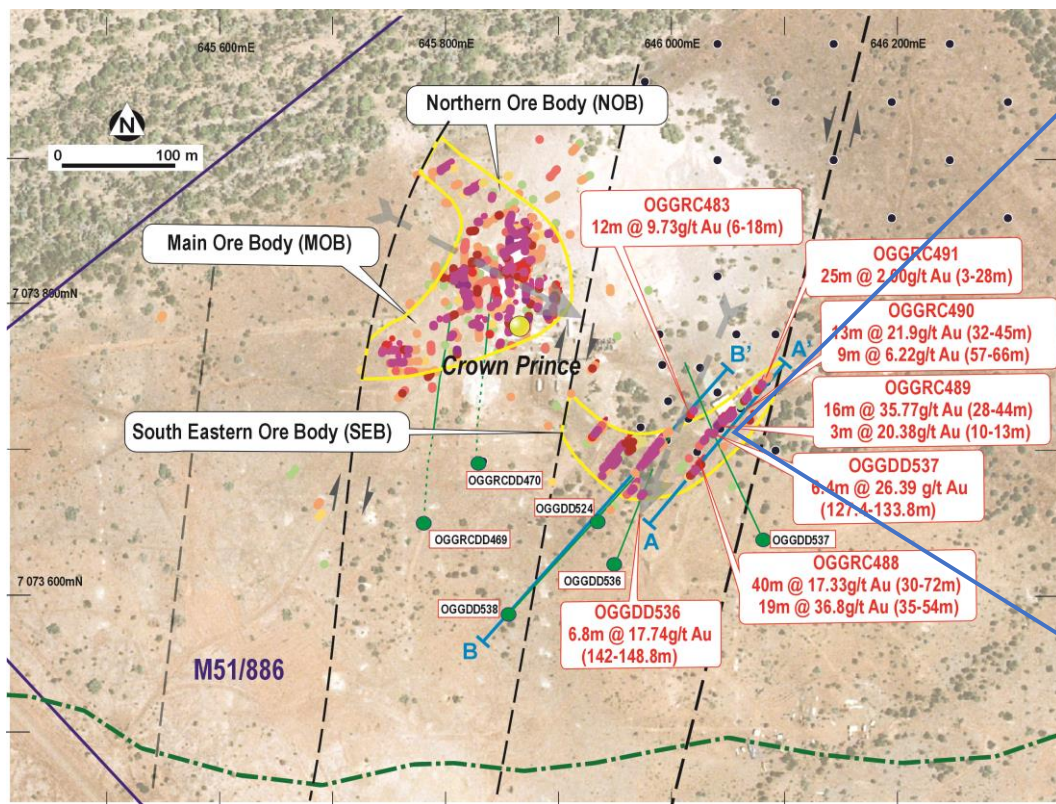 645 600mE
645 800mE
646 000mE
646 200mE
Northern Ore Body (NOB)
N
0
100 m
OGGRC483
12m @ 9.73g/t Au (6-18m)
Main Ore Body (MOB)
OGGRC491
25m @ 2.00g/t Au (3-28m)
7 073 800mN
OGGRC490
13m @ 21.9g/t Au (32-45m)
9m @ 6.22g/t Au (57-66m)
B'
A'
Crown Prince
OGGRC489
16m @ 35.77g/t Au (28-44m)
3m @ 20.38g/t Au (10-13m)
South Eastern Ore Body (SEB)
OGGDD537
6.4m @ 26.39 g/t Au
(127.4-133.8m)
OGGRCDD470
OGGDD524
A
OGGRCDD469
OGGDD537
OGGRC488
40m @ 17.33g/t Au (30-72m)
19m @ 36.8g/t Au (35-54m)
OGGDD536
7 073 600mN
OGGDD538
OGGDD536
6.8m @ 17.74g/t Au
(142-148.8m)
B
M51/886